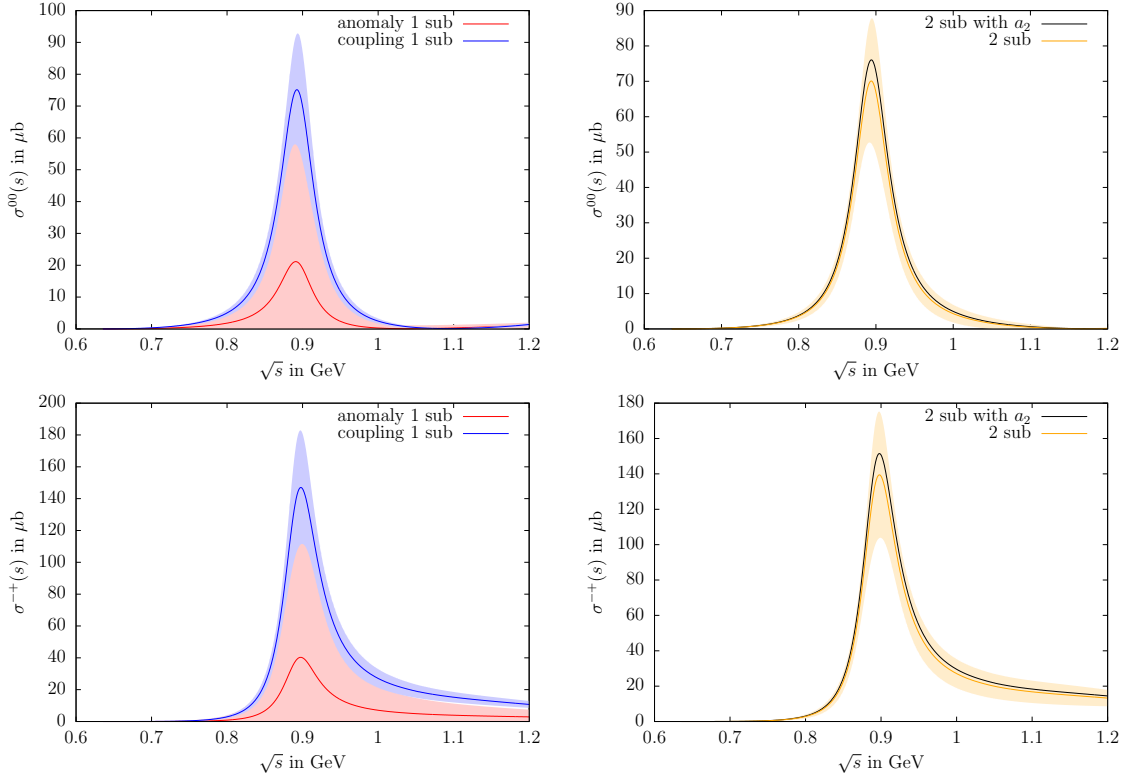 anomaly 1 sub
coupling 1 sub
100
90
80
70
60
50
40
30
20
10
0
σ⁰⁰(s) in μb
0.6 0.7 0.8 0.9 1 1.1 1.2
√s in GeV
2 sub with a₂
2 sub
90
80
70
60
50
40
30
20
10
0
σ⁰⁰(s) in μb
0.6 0.7 0.8 0.9 1 1.1 1.2
√s in GeV
anomaly 1 sub
coupling 1 sub
200
180
160
140
120
100
80
60
40
20
0
σ⁻⁺(s) in μb
0.6 0.7 0.8 0.9 1 1.1 1.2
√s in GeV
2 sub with a₂
2 sub
180
160
140
120
100
80
60
40
20
0
σ⁻⁺(s) in μb
0.6 0.7 0.8 0.9 1 1.1 1.2
√s in GeV